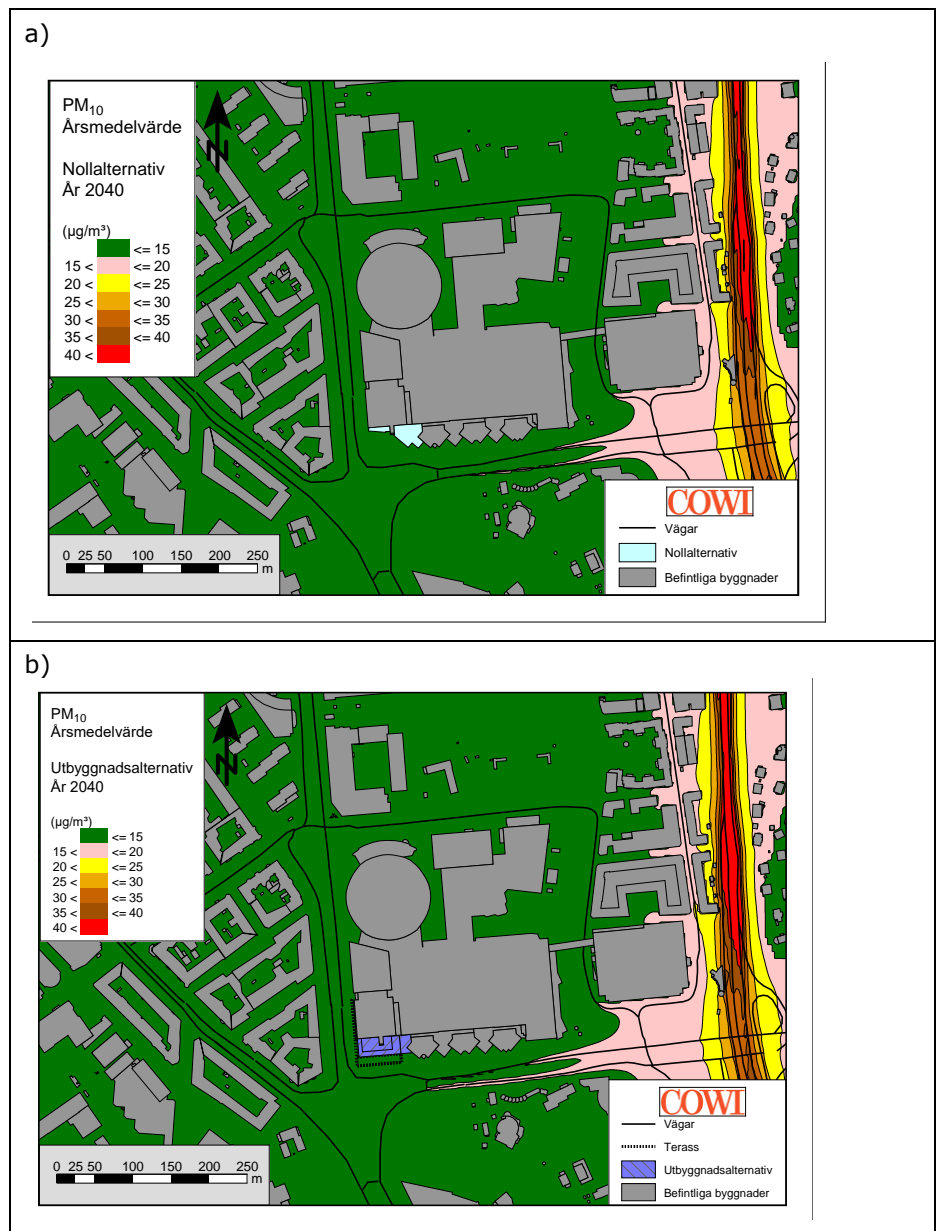 a)
PM₁₀
Årsmedelvärde
Nollalternativ
År 2040
(µg/m³)
<= 15
15 < <= 20
20 < <= 25
25 < <= 30
30 < <= 35
35 < <= 40
40 <
0 25 50 100 150 200 250
m
COWI
Vägar
Nollalternativ
Befintliga byggnader
b)
PM₁₀
Årsmedelvärde
Utbyggnadsalternativ
År 2040
(µg/m³)
<= 15
15 < <= 20
20 < <= 25
25 < <= 30
30 < <= 35
35 < <= 40
40 <
0 25 50 100 150 200 250
m
COWI
Vägar
Terass
Utbyggnadsalternativ
Befintliga byggnader